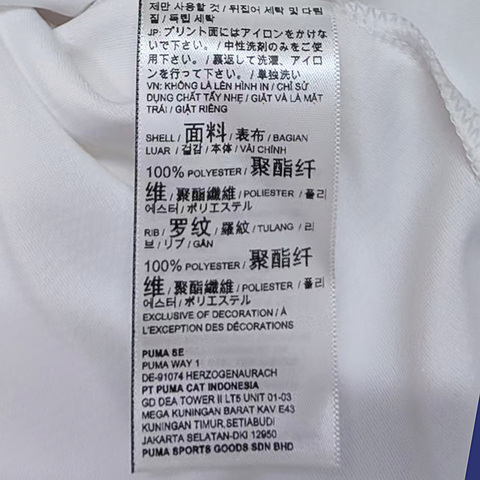 제만 사용할 것 / 뒤집어 세탁 및 다림
질 / 단독 세탁
JP: プリント面にはアイロンをかけな
いで下さい。/ 中性洗剤のみをご使
用下さい。/ 裏返して洗濯、アイロ
ンを行って下さい。/ 単独洗い
VN: KHÔNG LÀ LÊN HÌNH IN / CHỈ SỬ
DỤNG CHẤT TẨY NHẸ / GIẶT VÀ LÀ MẶT
TRÁI / GIẶT RIÊNG
SHELL / 面料 / 表布 / BAGIAN
LUAR / 겉감 / 本体 / VẢI CHÍNH
100% POLYESTER / 聚酯纤
维 / 聚酯纖維 / POLIESTER / 폴리
에스터 / ポリエステル
RIB / 罗纹 / 羅紋 / TULANG / 리
브 / リブ / GÂN
100% POLYESTER / 聚酯纤
维 / 聚酯纖維 / POLIESTER / 폴리
에스터 / ポリエステル
EXCLUSIVE OF DECORATION / À
L'EXCEPTION DES DÉCORATIONS
PUMA SE
PUMA WAY 1
DE-91074 HERZOGENAURACH
PT PUMA CAT INDONESIA
GD DEA TOWER II LT5 UNIT 01-03
MEGA KUNINGAN BARAT KAV E43
KUNINGAN TIMUR,SETIABUDI
JAKARTA SELATAN-DKI 12950
PUMA SPORTS GOODS SDN BHD